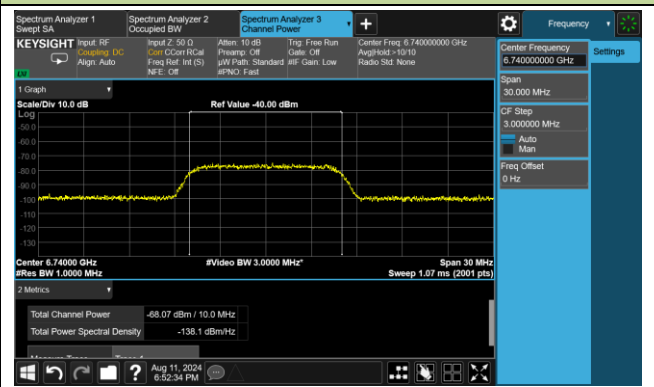 Spectrum Analyzer 1
Swept SA
Spectrum Analyzer 2
Occupied BW
Spectrum Analyzer 3
Channel Power
+
Frequency
KEYSIGHT
Input: RF
Coupling: DC
Align: Auto
Input Z: 50 Ω
Corr CCorr RCal
Freq Ref: Int (S)
NFE: Off
Atten: 10 dB
Preamp: Off
µW Path: Standard
#PNO: Fast
Trig: Free Run
Gate: Off
#IF Gain: Low
Center Freq: 6.740000000 GHz
Avg|Hold:>10/10
Radio Std: None
Center Frequency
6.740000000 GHz
Settings
Span
30.000 MHz
CF Step
3.000000 MHz
Auto
Man
Freq Offset
0 Hz
1 Graph
Scale/Div 10.0 dB
Ref Value -40.00 dBm
Log
-50.0
-60.0
-70.0
-80.0
-90.0
-100
-110
-120
-130
Center 6.74000 GHz
#Video BW 3.0000 MHz*
Span 30 MHz
#Res BW 1.0000 MHz
Sweep 1.07 ms (2001 pts)
2 Metrics
Total Channel Power
-68.07 dBm / 10.0 MHz
Total Power Spectral Density
-138.1 dBm/Hz
?
Aug 11, 2024
6:52:34 PM